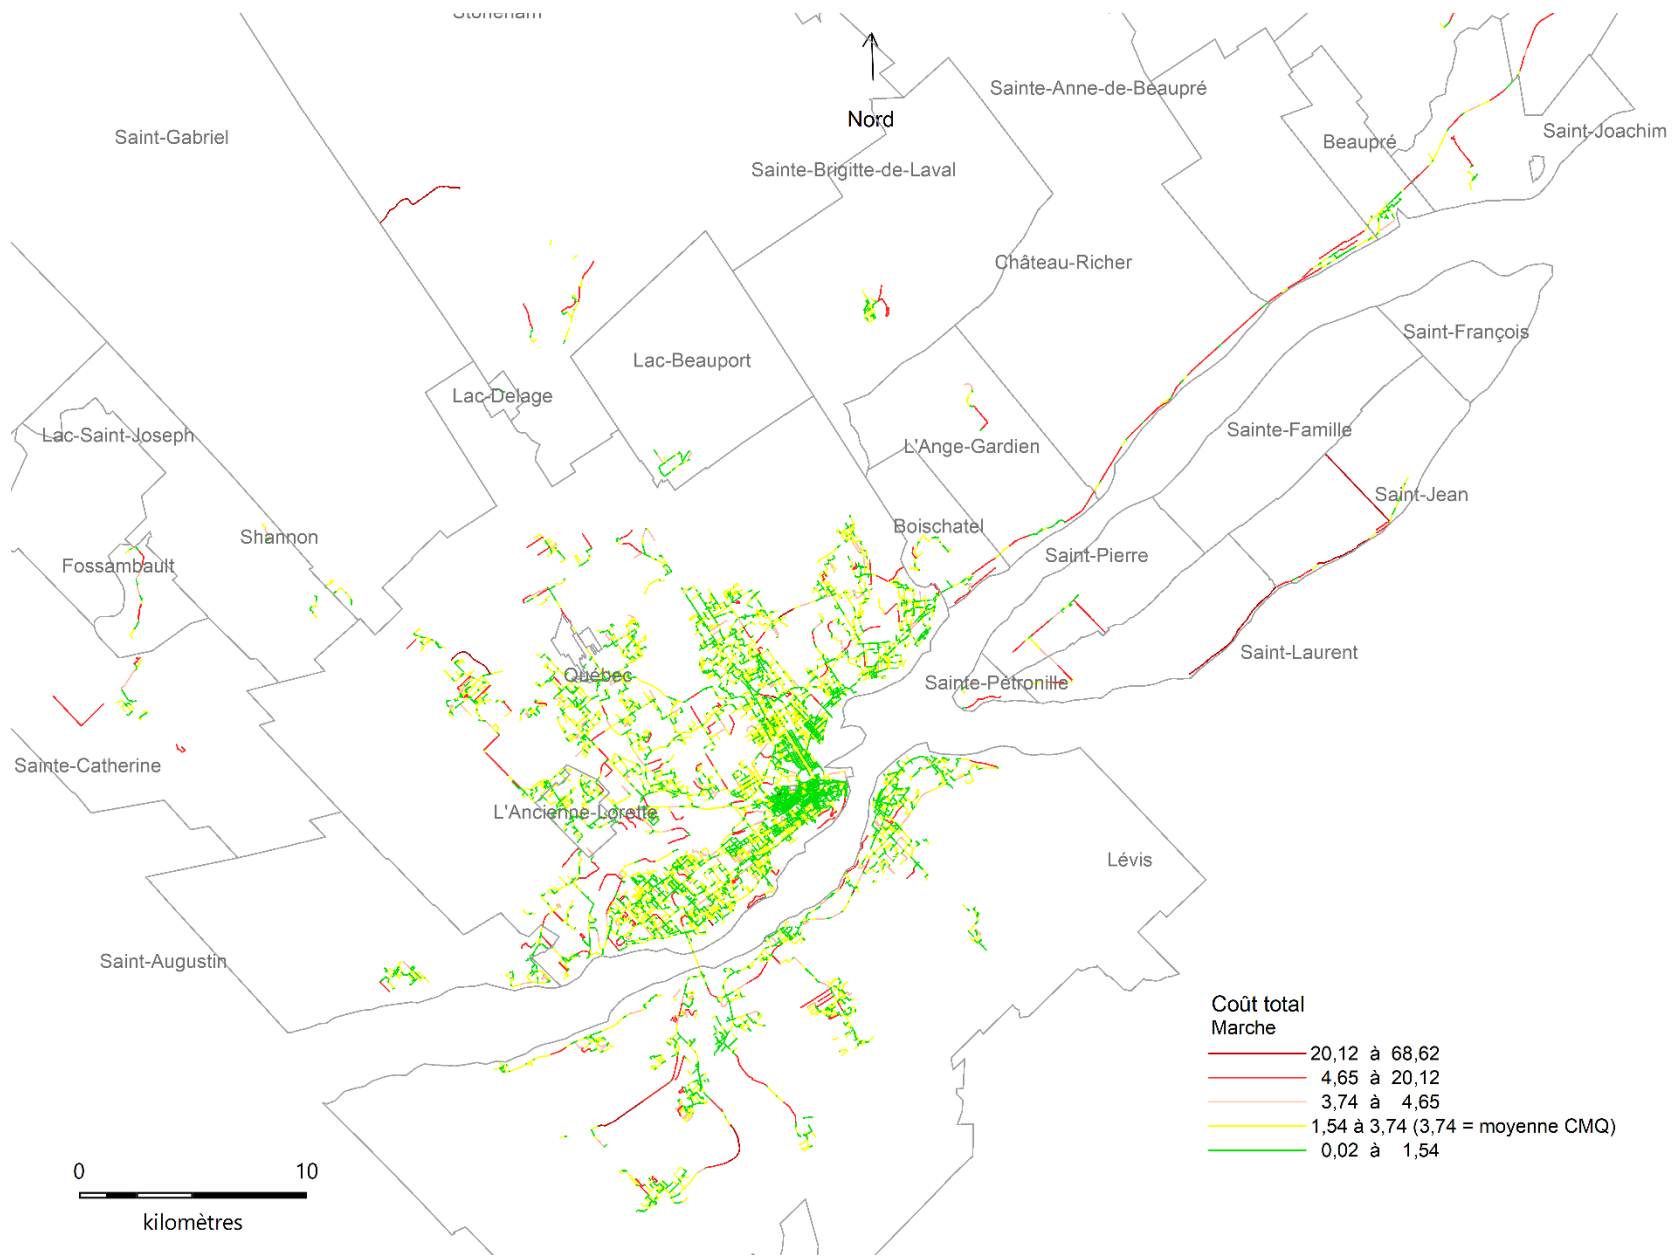 Stoneham
Nord
Sainte-Anne-de-Beaupré
Saint-Gabriel
Beaupré
Saint-Joachim
Sainte-Brigitte-de-Laval
Château-Richer
Saint-François
Lac-Beauport
Lac-Delage
Lac-Saint-Joseph
Sainte-Famille
L'Ange-Gardien
Saint-Jean
Boischatel
Shannon
Saint-Pierre
Fossambault
Saint-Laurent
Québec
Sainte-Pétronille
Sainte-Catherine
L'Ancienne-Lorette
Lévis
Saint-Augustin
Coût total
Marche
20,12 à 68,62
4,65 à 20,12
3,74 à 4,65
1,54 à 3,74 (3,74 = moyenne CMQ)
0,02 à 1,54
0 10
kilomètres